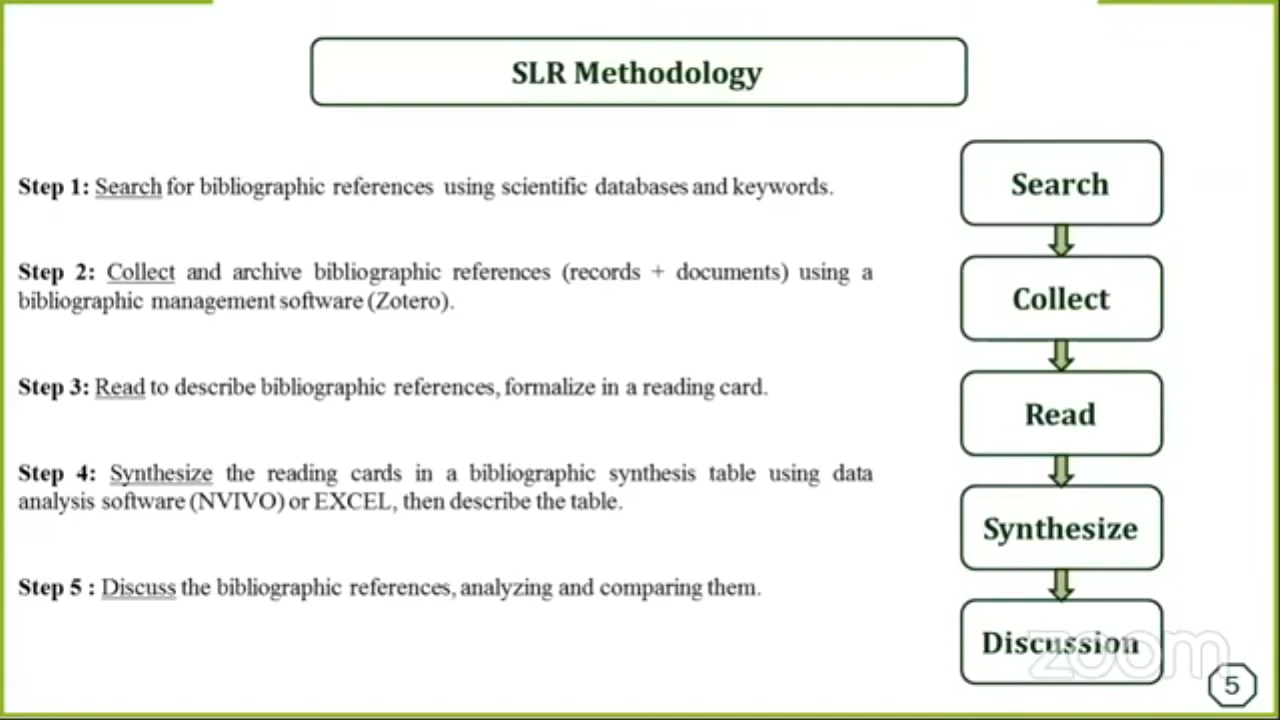 SLR Methodology
Step 1: Search for bibliographic references using scientific databases and keywords.
Step 2: Collect and archive bibliographic references (records + documents) using a
bibliographic management software (Zotero).
Step 3: Read to describe bibliographic references, formalize in a reading card.
Step 4: Synthesize the reading cards in a bibliographic synthesis table using data
analysis software (NVIVO) or EXCEL, then describe the table.
Step 5 : Discuss the bibliographic references, analyzing and comparing them.
Search
Collect
Read
Synthesize
Discussion
zoom
5